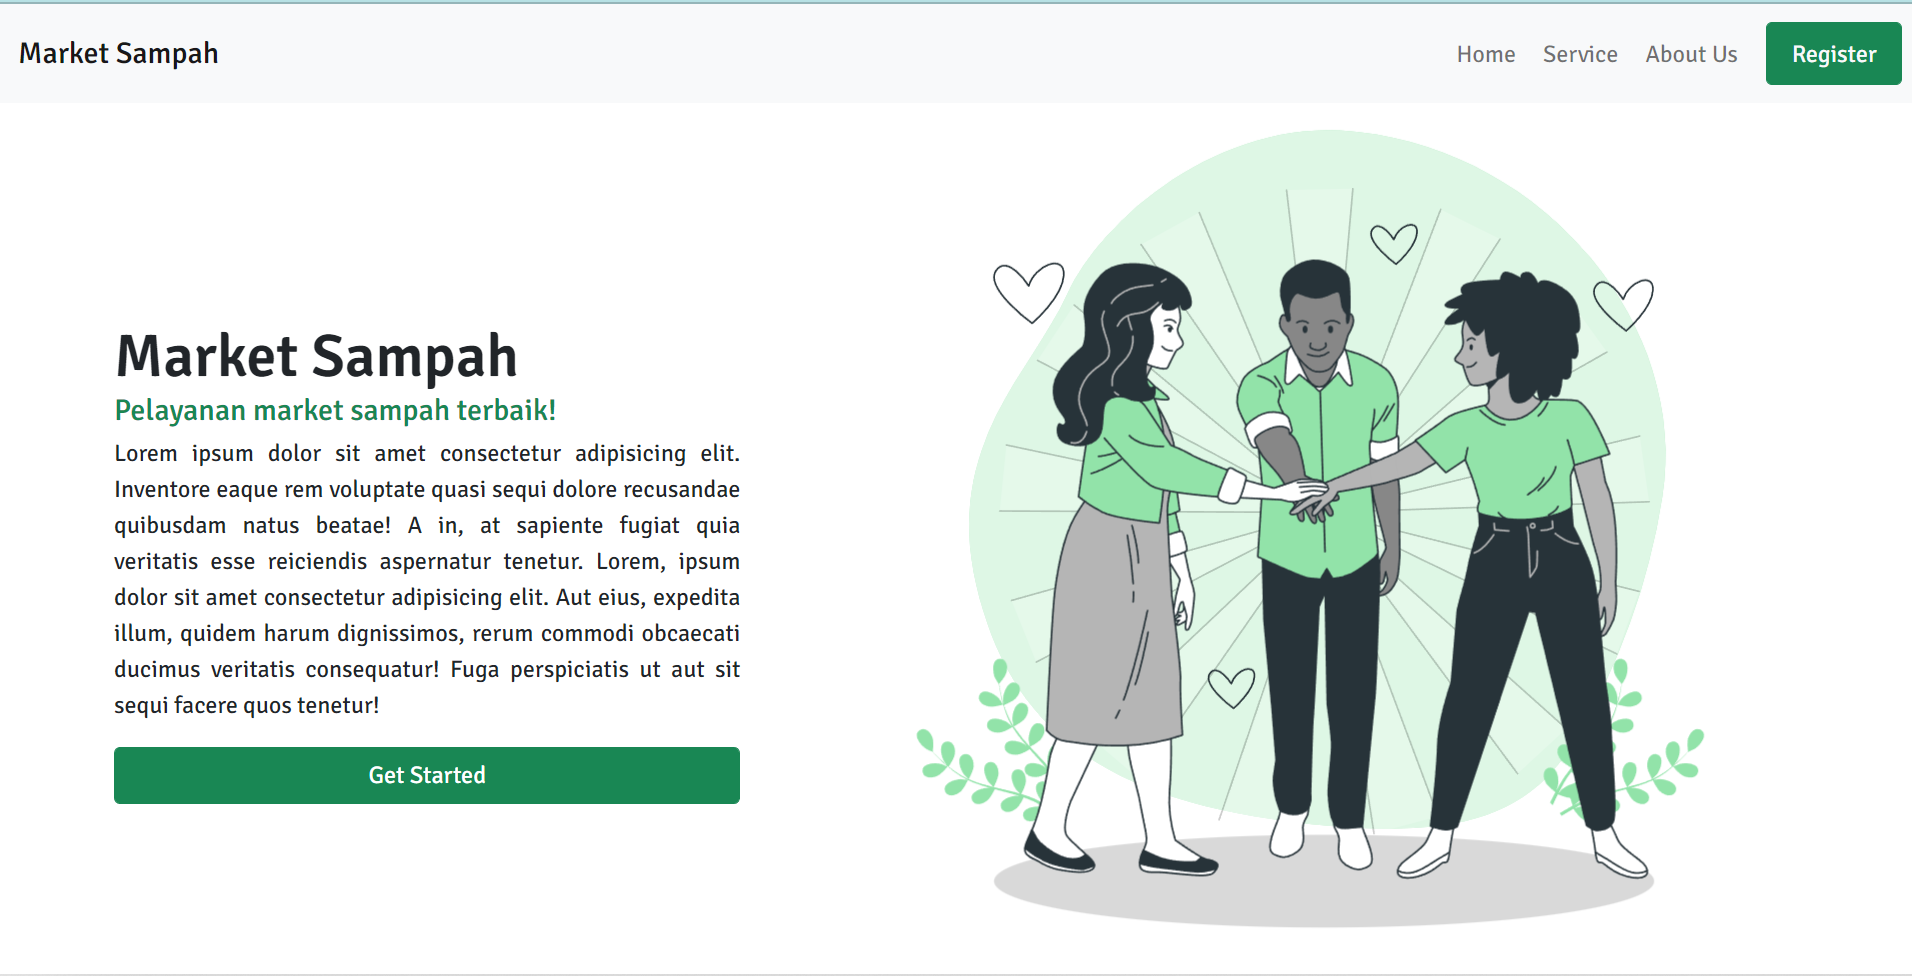 Market Sampah
Home
Service
About Us
Register
Market Sampah
Pelayanan market sampah terbaik!
Lorem ipsum dolor sit amet consectetur adipisicing elit.
Inventore eaque rem voluptate quasi sequi dolore recusandae
quibusdam natus beatae! A in, at sapiente fugiat quia
veritatis esse reiciendis aspernatur tenetur. Lorem, ipsum
dolor sit amet consectetur adipisicing elit. Aut eius, expedita
illum, quidem harum dignissimos, rerum commodi obcaecati
ducimus veritatis consequatur! Fuga perspiciatis ut aut sit
sequi facere quos tenetur!
Get Started